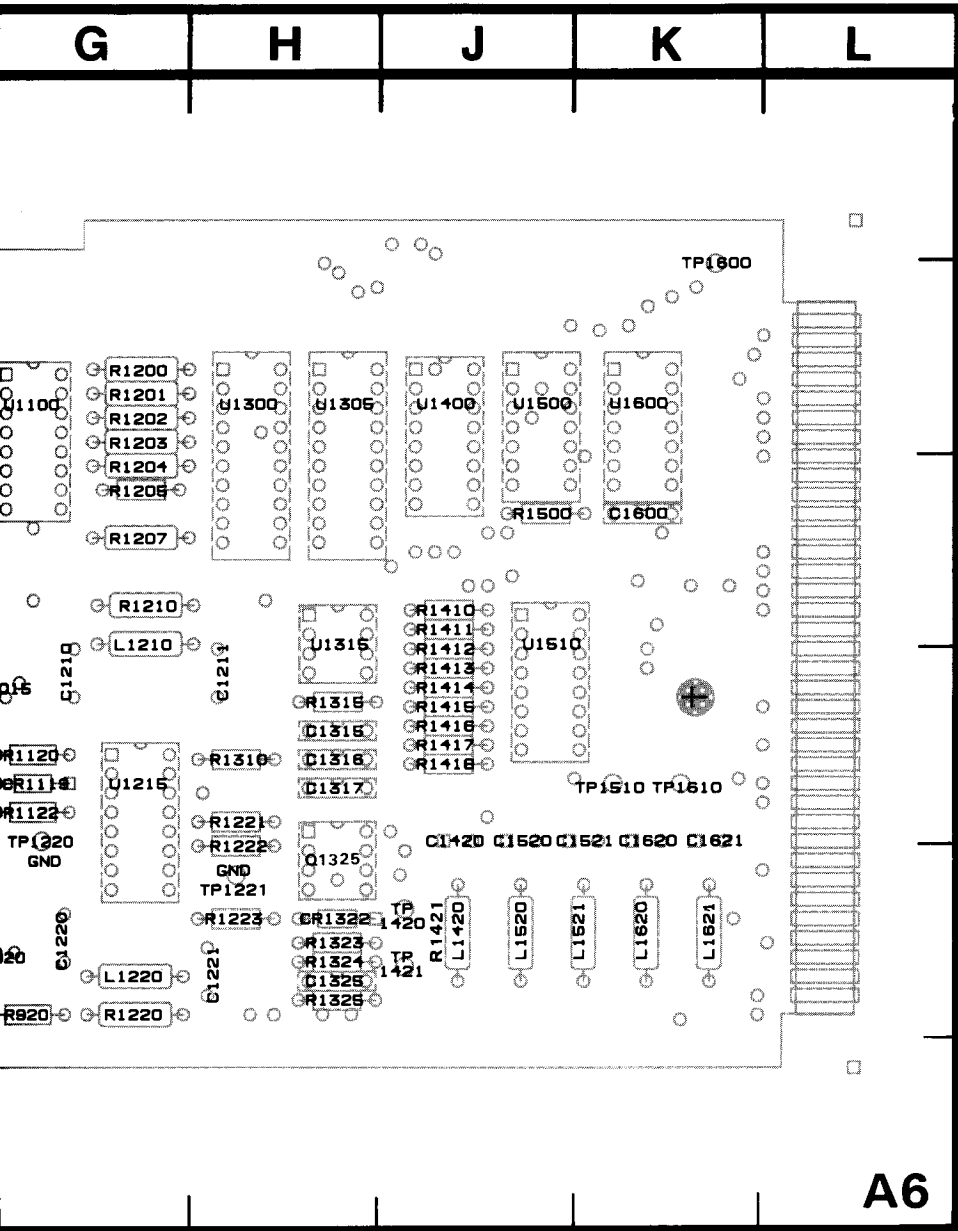 G H J K L
TP1600
R1200
R1201
U1100 U1300 U1305 U1400 U1500 U1600
R1202
R1203
R1204
R1205
R1500 C1600
R1207
R1210 R1410
R1411
L1210 U1315 R1412 U1510
C1210 C1211 R1413
R1414
R1315 R1415
C1315 R1416
R1417
R1120 R1310 C1316 R1418
CR1119 U1215 C1317 TP1510 TP1610
R1122 R1221
TP1220 R1222 C1420 C1520 C1521 C1620 C1621
GND Q1325
GND
TP1221
TP
1420
R1223 CR1322
C1220 R1421 L1420 L1520 L1521 L1620 L1621
R1323
TP
1421
R1324
L1220 C1221 C1325
R1325
R920 R1220
A6